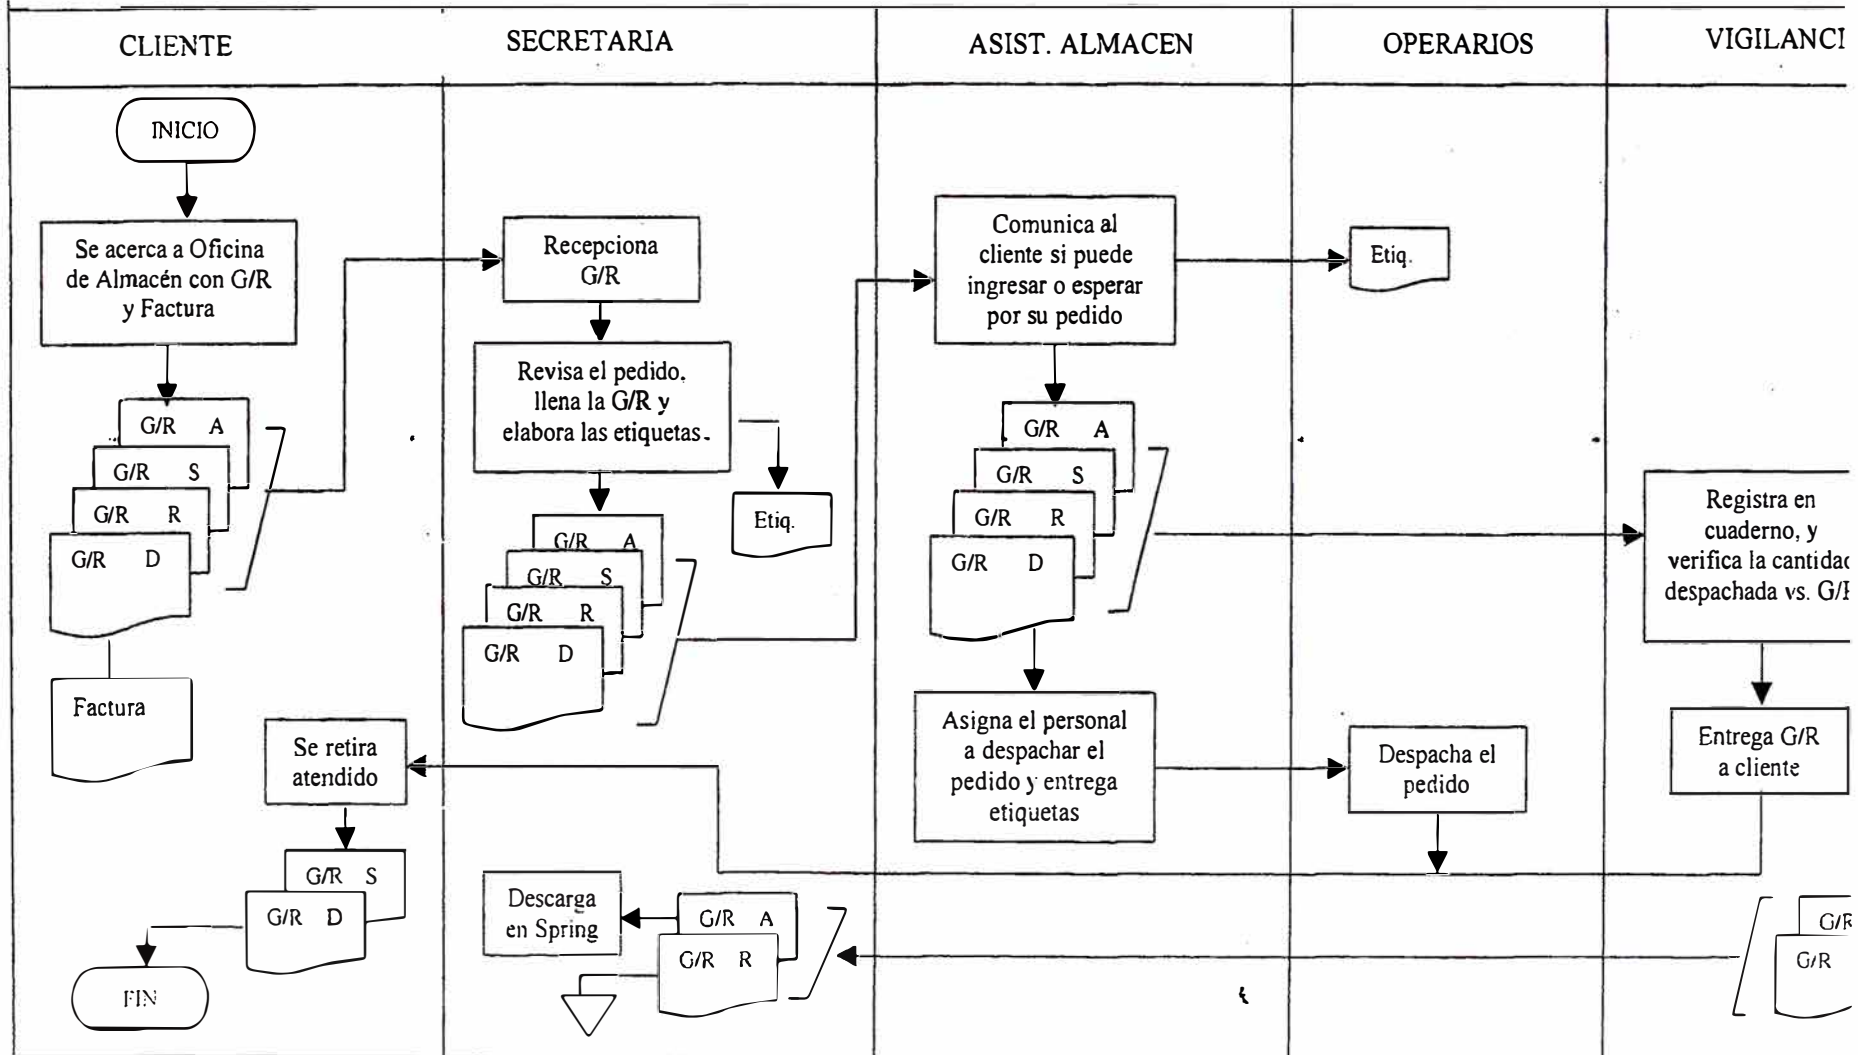 CLIENTE
SECRETARIA
ASIST. ALMACEN
OPERARIOS
VIGILANCI
INICIO
Se acerca a Oficina
de Almacén con G/R
y Factura
G/R A
G/R S
G/R R
G/R D
Factura
Se retira
atendido
G/R S
G/R D
FIN
Recepciona
G/R
Revisa el pedido,
llena la G/R y
elabora las etiquetas.
Etiq.
G/R A
G/R S
G/R R
G/R D
Descarga
en Spring
G/R A
G/R R
Comunica al
cliente si puede
ingresar o esperar
por su pedido
G/R A
G/R S
G/R R
G/R D
Asigna el personal
a despachar el
pedido y entrega
etiquetas
Etiq.
Despacha el
pedido
Registra en
cuaderno, y
verifica la cantidad
despachada vs. G/R
Entrega G/R
a cliente
G/R
G/R